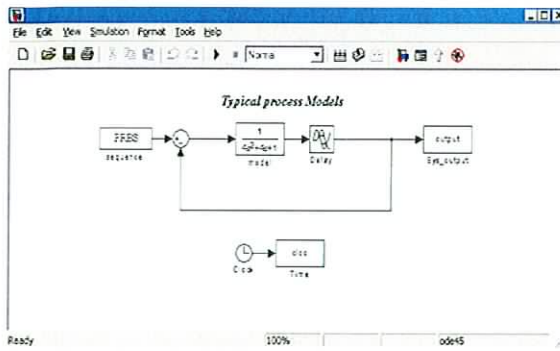 File Edit View Simulation Format Tools Help
Typical process Models
PRBS
sequence
1
model
Delay
output
Sys_output
Clock
Time
Ready
100%
ode45